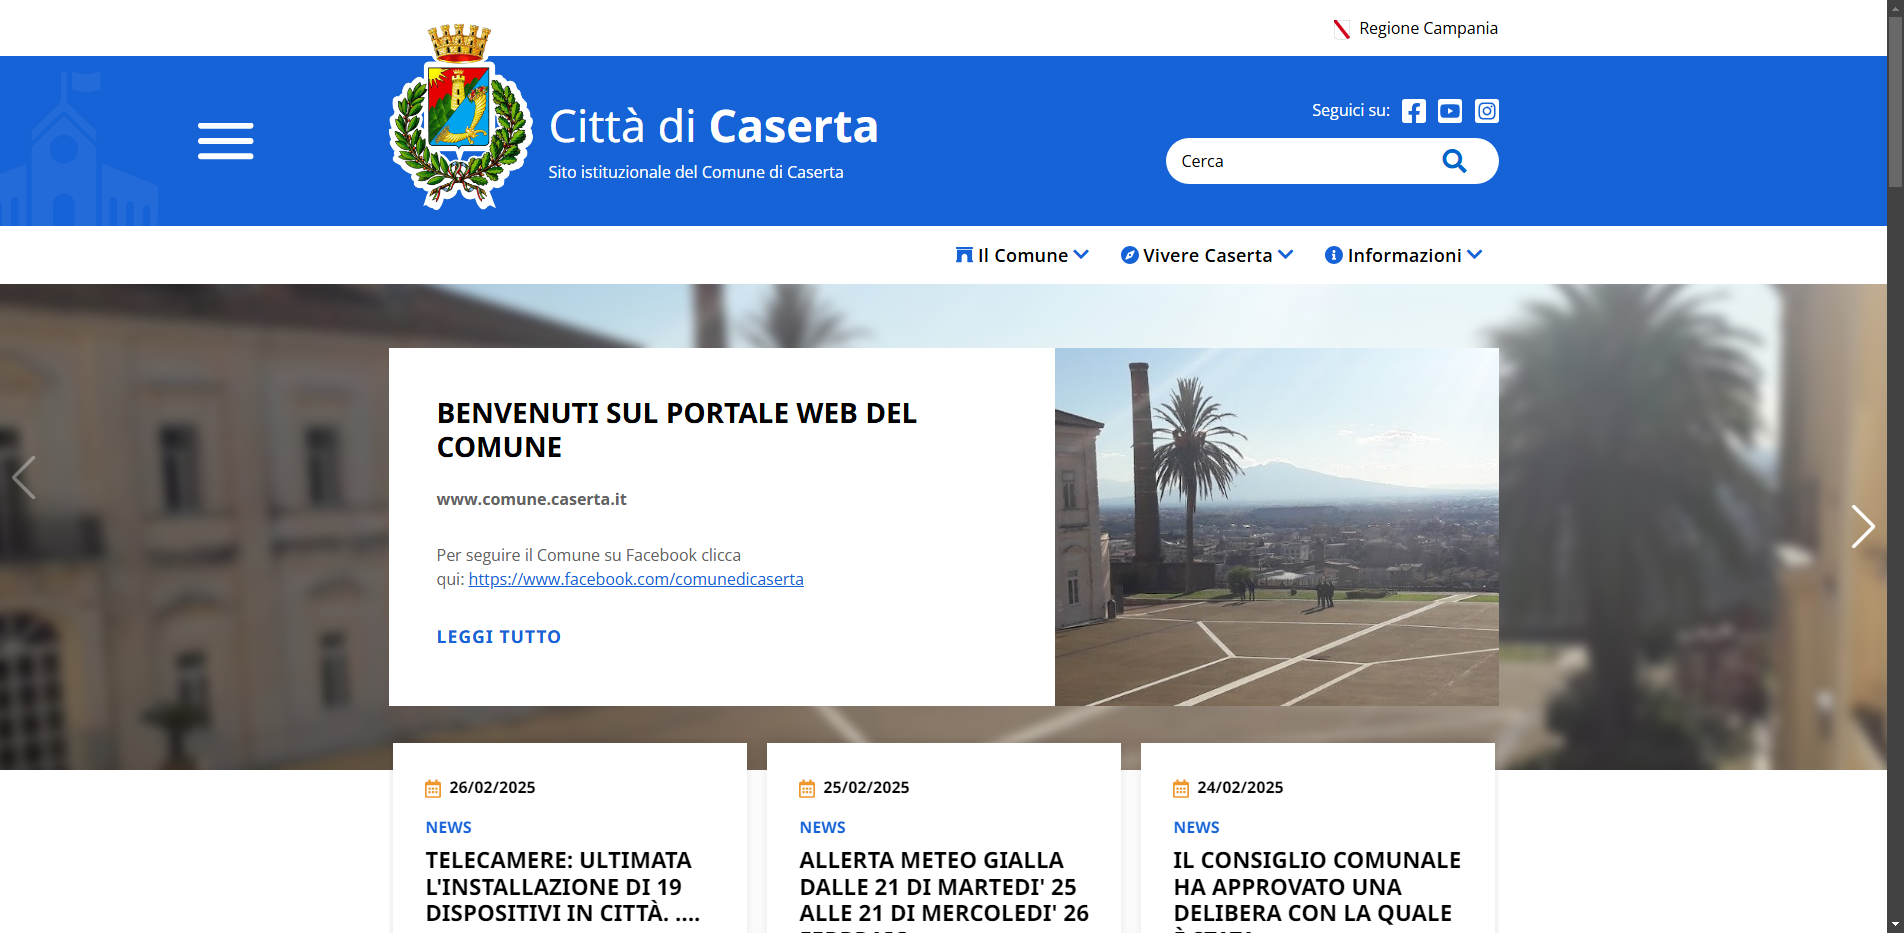 Regione Campania
Città di Caserta
Sito istituzionale del Comune di Caserta
Seguici su:
Cerca
Il Comune
Vivere Caserta
Informazioni
BENVENUTI SUL PORTALE WEB DEL
COMUNE
www.comune.caserta.it
Per seguire il Comune su Facebook clicca
qui: https://www.facebook.com/comunedicaserta
LEGGI TUTTO
26/02/2025
NEWS
TELECAMERE: ULTIMATA
L'INSTALLAZIONE DI 19
DISPOSITIVI IN CITTÀ. ....
25/02/2025
NEWS
ALLERTA METEO GIALLA
DALLE 21 DI MARTEDI' 25
ALLE 21 DI MERCOLEDI' 26
24/02/2025
NEWS
IL CONSIGLIO COMUNALE
HA APPROVATO UNA
DELIBERA CON LA QUALE